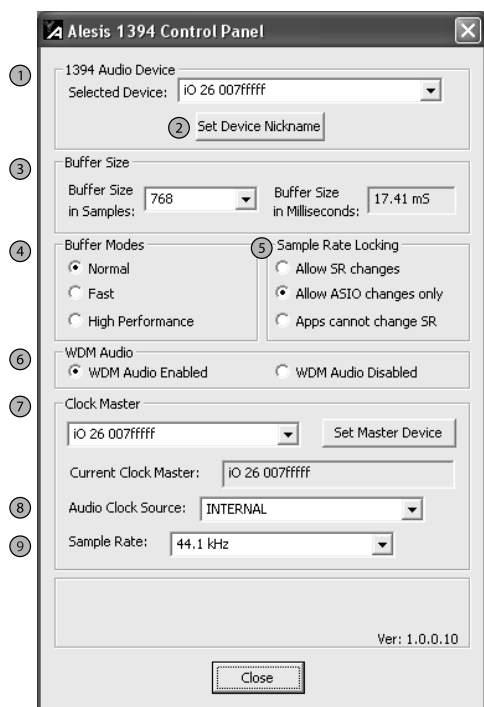 Alesis 1394 Control Panel
1 1394 Audio Device
Selected Device: iO 26 007fffff
2 Set Device Nickname
3 Buffer Size
Buffer Size in Samples: 768 Buffer Size in Milliseconds: 17.41 mS
4 Buffer Modes 5 Sample Rate Locking
Normal Allow SR changes
Fast Allow ASIO changes only
High Performance Apps cannot change SR
6 WDM Audio
WDM Audio Enabled WDM Audio Disabled
7 Clock Master
iO 26 007fffff Set Master Device
Current Clock Master: iO 26 007fffff
8 Audio Clock Source: INTERNAL
9 Sample Rate: 44.1 kHz
Ver: 1.0.0.10
Close